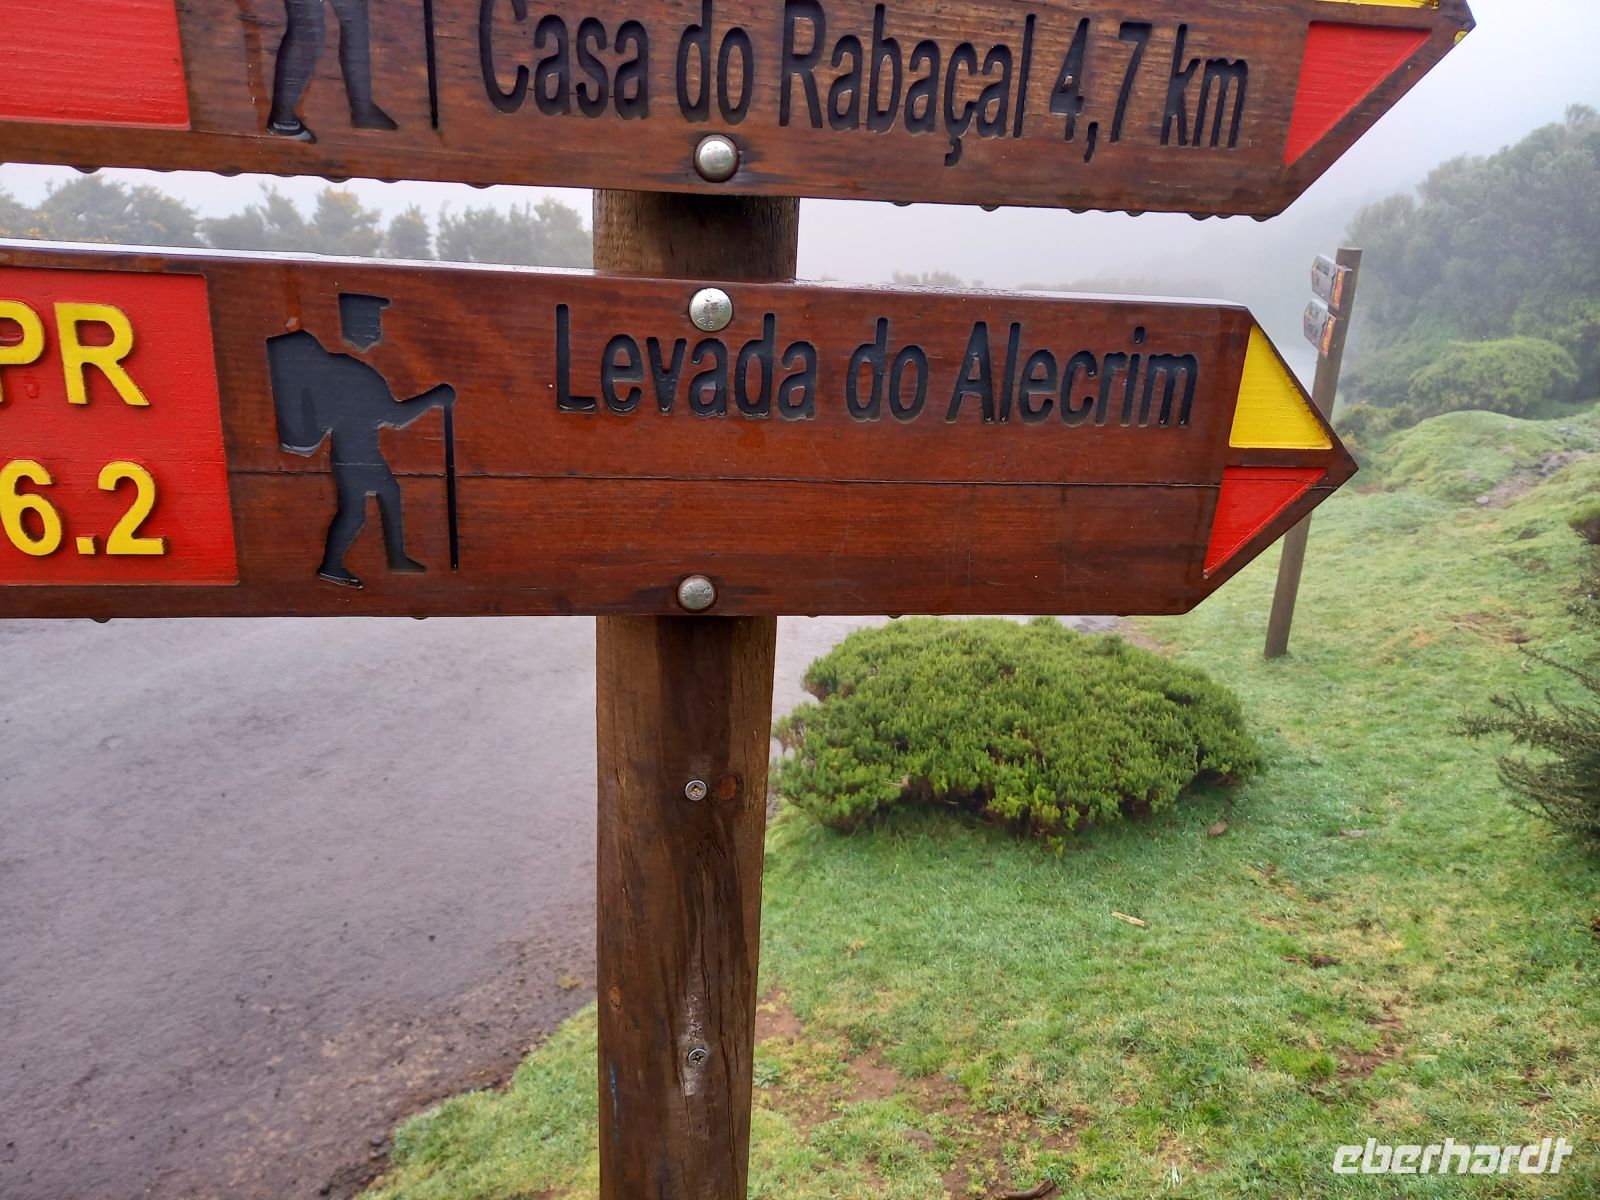 Casa do Rabaçal 4,7 km
PR
6.2
Levada do Alecrim
eberhardt